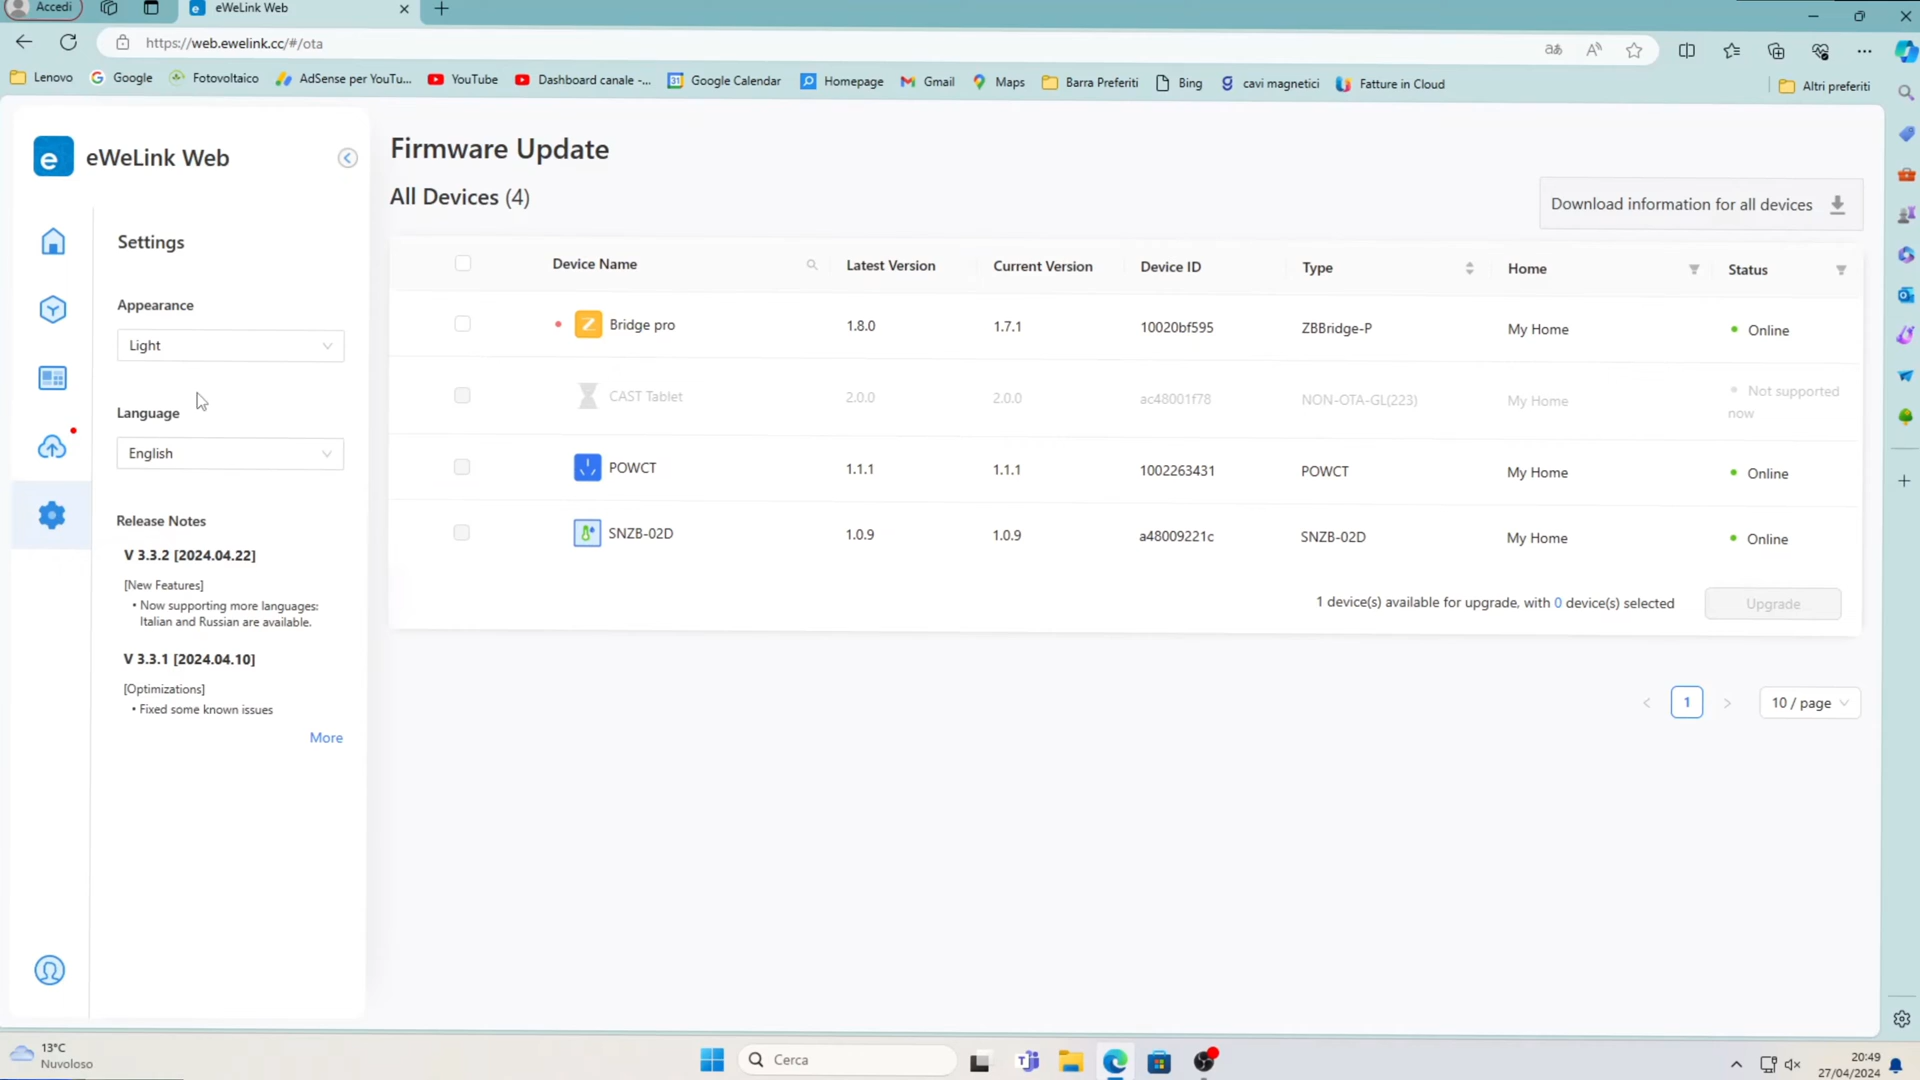 Accedi
eWeLink Web
https://web.ewelink.cc/#/ota
Lenovo
Google
Fotovoltaico
AdSense per YouTu...
YouTube
Dashboard canale -...
Google Calendar
Homepage
Gmail
Maps
Barra Preferiti
Bing
cavi magnetici
Fatture in Cloud
Altri preferiti
eWeLink Web
Settings
Appearance
Light
Language
English
Release Notes
V 3.3.2 [2024.04.22]
[New Features]
• Now supporting more languages:
Italian and Russian are available.
V 3.3.1 [2024.04.10]
[Optimizations]
• Fixed some known issues
More
Firmware Update
All Devices (4)
Download information for all devices
Device Name Latest Version Current Version Device ID Type Home Status
Bridge pro 1.8.0 1.7.1 10020bf595 ZBBridge-P My Home Online
CAST Tablet 2.0.0 2.0.0 ac48001f78 NON-OTA-GL(223) My Home Not supported
now
POWCT 1.1.1 1.1.1 1002263431 POWCT My Home Online
SNZB-02D 1.0.9 1.0.9 a48009221c SNZB-02D My Home Online
1 device(s) available for upgrade, with 0 device(s) selected
Upgrade
< 1 > 10 / page
13°C
Nuvoloso
Cerca
20:49
27/04/2024